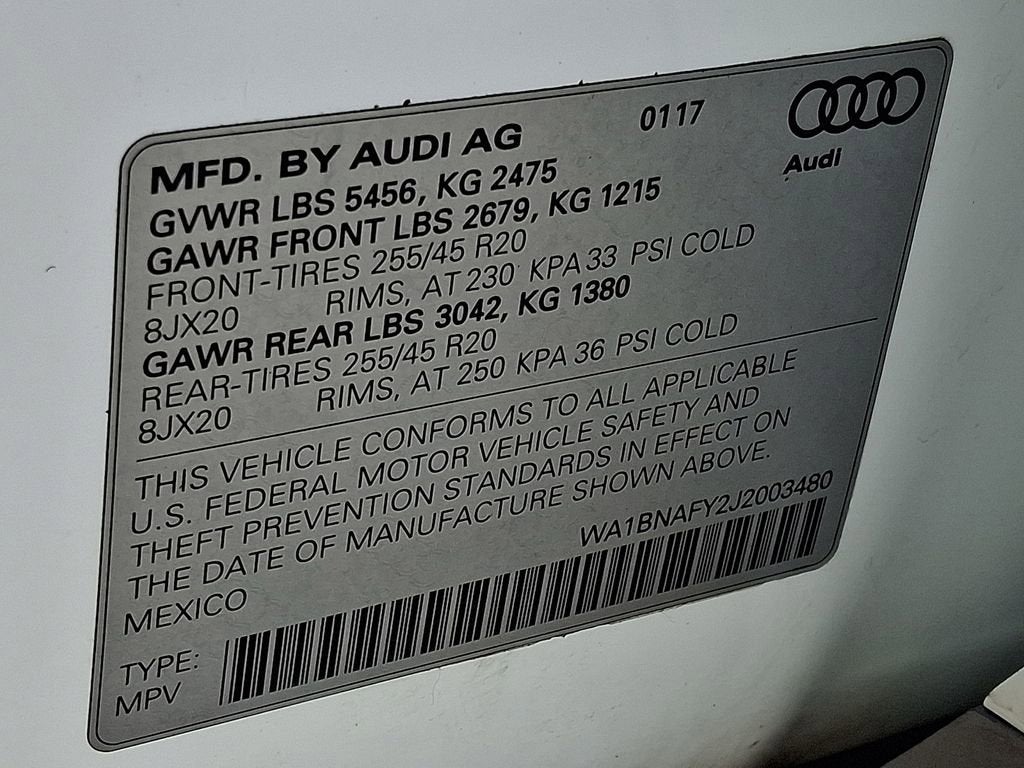 MFD. BY AUDI AG 0117
Audi
GVWR LBS 5456, KG 2475
GAWR FRONT LBS 2679, KG 1215
FRONT-TIRES 255/45 R20
8JX20 RIMS, AT 230 KPA 33 PSI COLD
GAWR REAR LBS 3042, KG 1380
REAR-TIRES 255/45 R20
8JX20 RIMS, AT 250 KPA 36 PSI COLD
THIS VEHICLE CONFORMS TO ALL APPLICABLE
U.S. FEDERAL MOTOR VEHICLE SAFETY AND
THEFT PREVENTION STANDARDS IN EFFECT ON
THE DATE OF MANUFACTURE SHOWN ABOVE.
MEXICO WA1BNAFY2J2003480
TYPE:
MPV